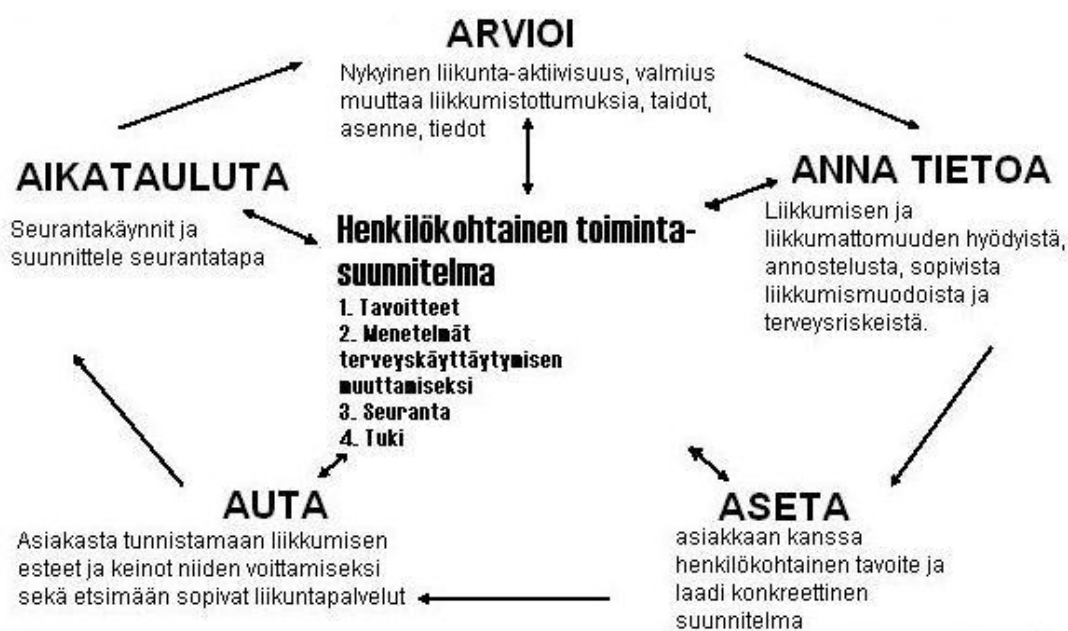 ARVIOI
Nykyinen liikunta-aktiivisuus, valmius
muuttaa liikkumistottumuksia, taidot,
asenne, tiedot
ANNA TIETOA
Liikkumisen ja
liikkumattomuuden hyödyistä,
annostelusta, sopivista
liikkumismuodoista ja
terveysriskeistä.
ASETA
asiakkaan kanssa
henkilökohtainen tavoite ja
laadi konkreettinen
suunnitelma
AUTA
Asiakasta tunnistamaan liikkumisen
esteet ja keinot niiden voittamiseksi
sekä etsimään sopivat liikuntapalvelut
AIKATAULUTA
Seurantakäynnit ja
suunnittele seurantatapa
Henkilökohtainen toiminta-
suunnitelma
1. Tavoitteet
2. Menetelmät
terveyskäyttäytymisen
muuttamiseksi
3. Seuranta
4. Tuki